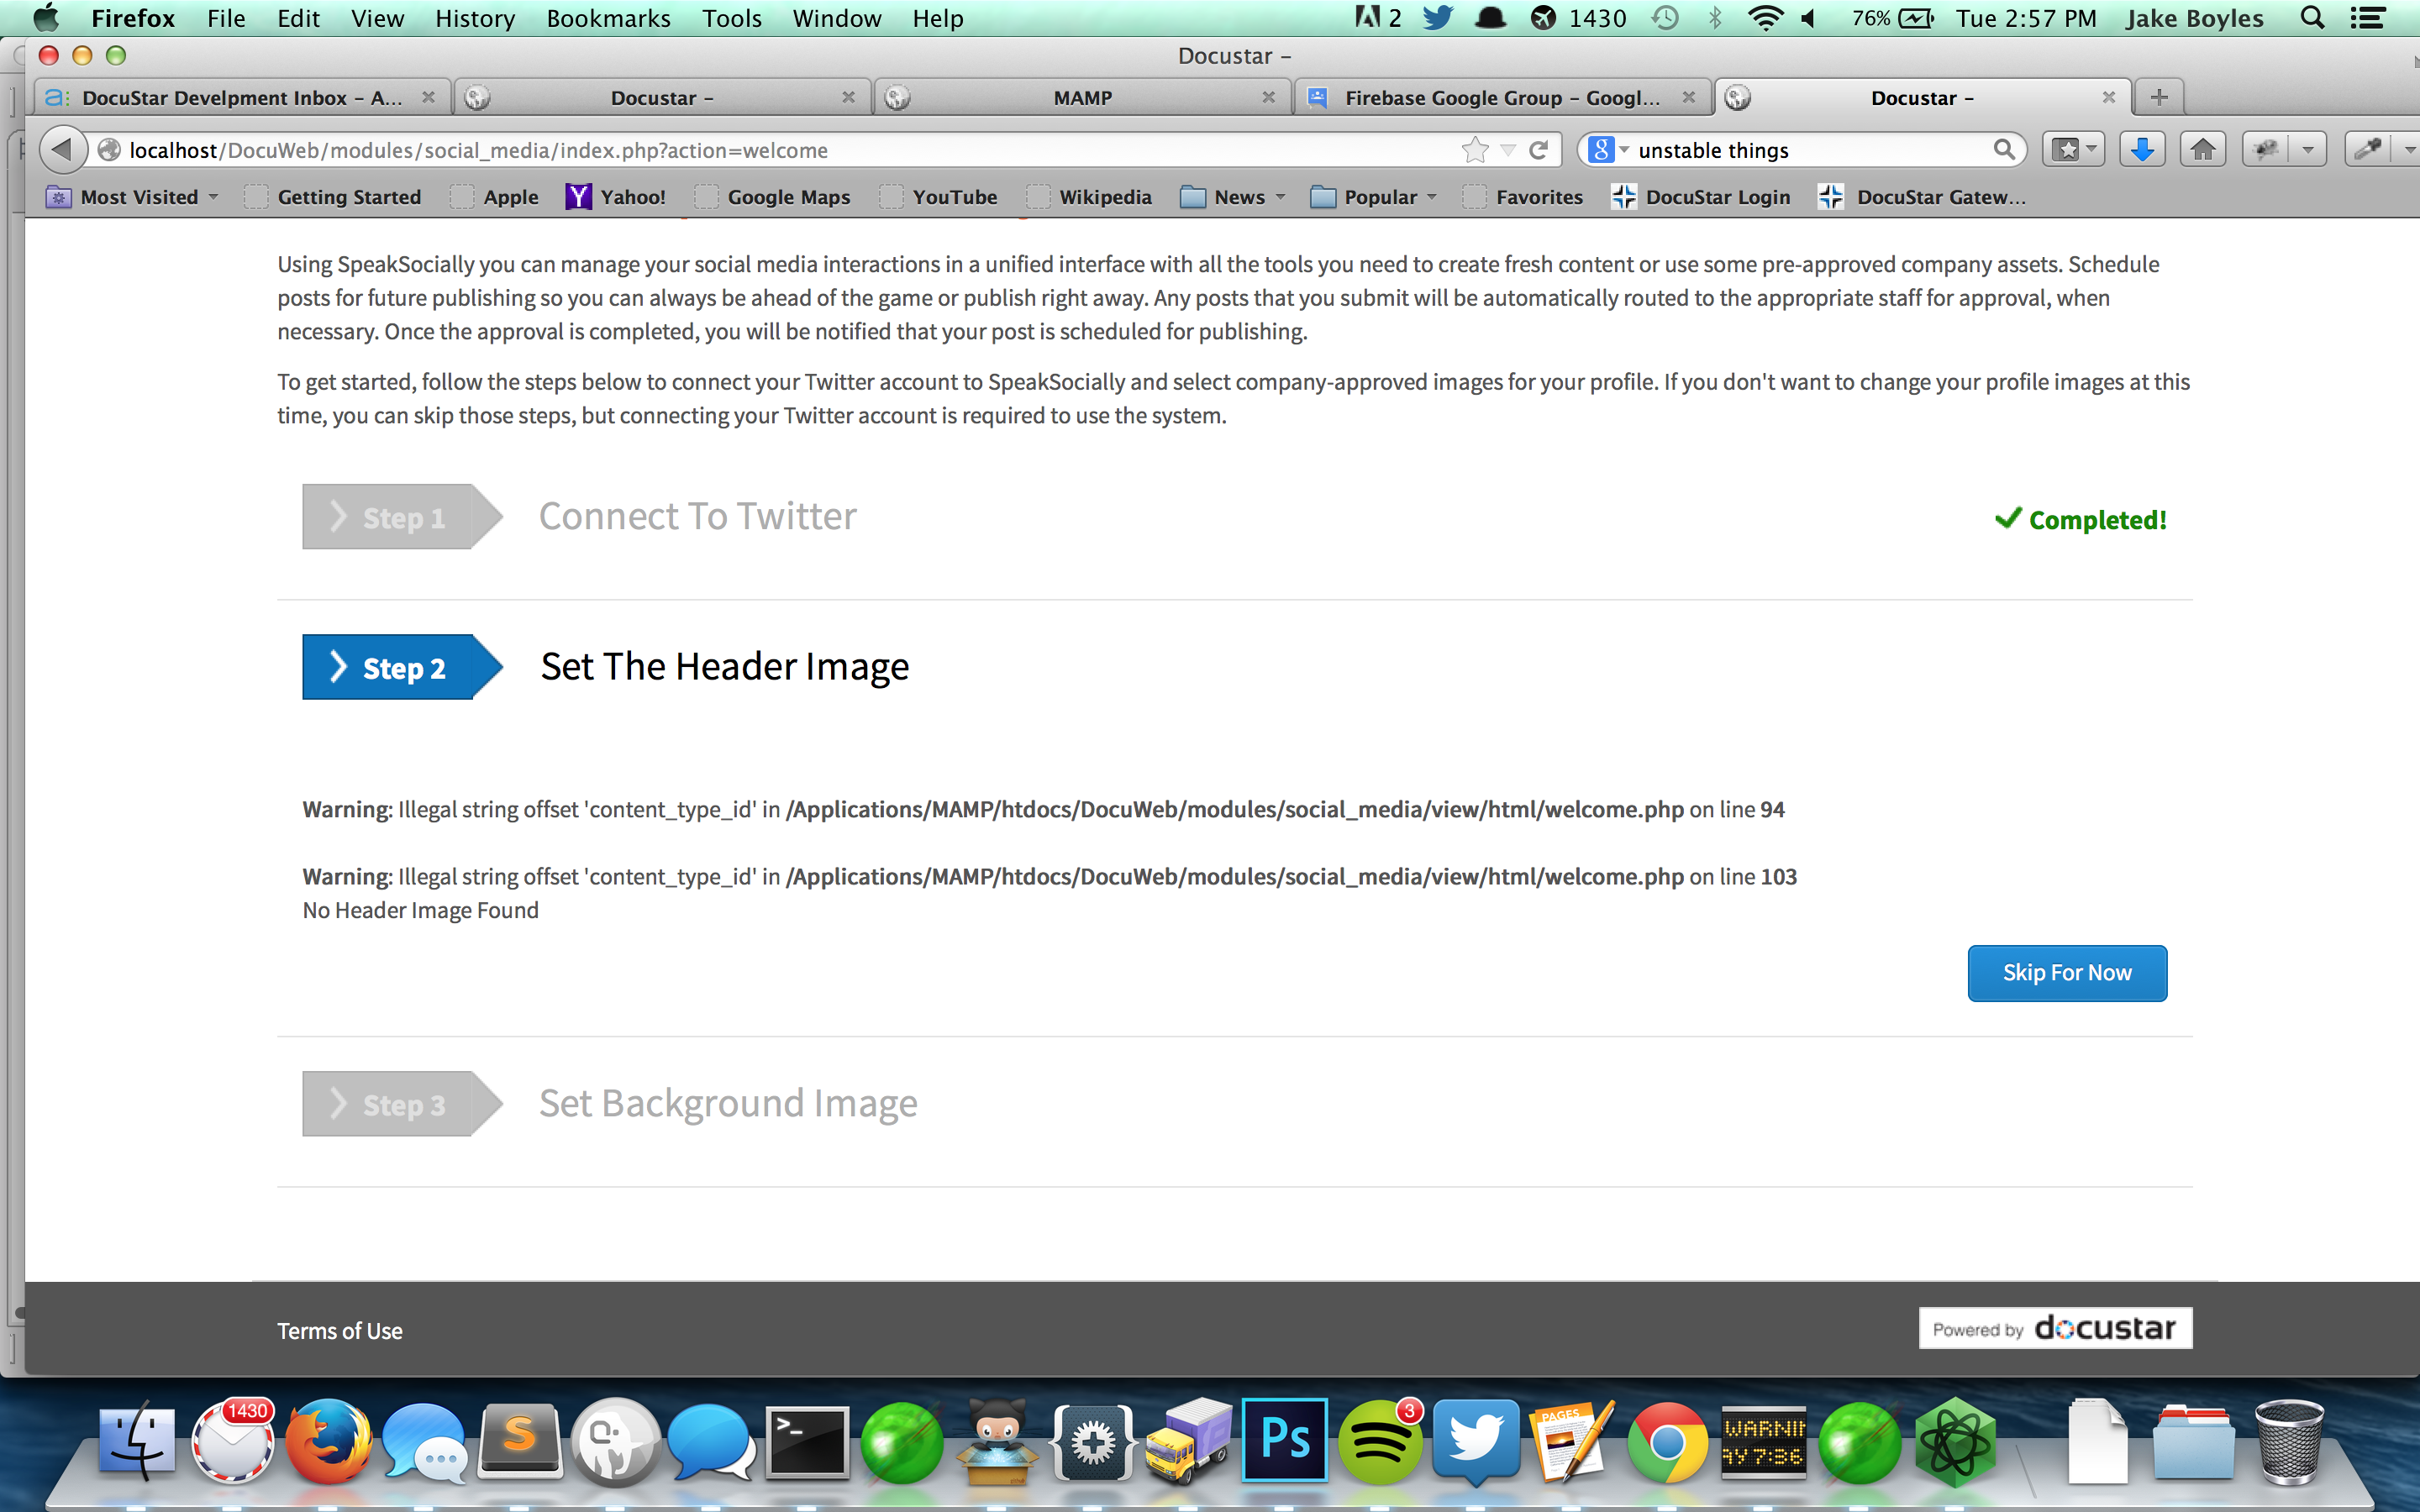 Firefox File Edit View History Bookmarks Tools Window Help 2 1430 76% Tue 2:57 PM Jake Boyles
Docustar –
a: DocuStar Develpment Inbox – A... Docustar – MAMP Firebase Google Group – Googl... Docustar –
localhost/DocuWeb/modules/social_media/index.php?action=welcome g unstable things
Most Visited Getting Started Apple Y Yahoo! Google Maps YouTube Wikipedia News Popular Favorites DocuStar Login DocuStar Gatew...
Using SpeakSocially you can manage your social media interactions in a unified interface with all the tools you need to create fresh content or use some pre-approved company assets. Schedule
posts for future publishing so you can always be ahead of the game or publish right away. Any posts that you submit will be automatically routed to the appropriate staff for approval, when
necessary. Once the approval is completed, you will be notified that your post is scheduled for publishing.
To get started, follow the steps below to connect your Twitter account to SpeakSocially and select company-approved images for your profile. If you don't want to change your profile images at this
time, you can skip those steps, but connecting your Twitter account is required to use the system.
Step 1 Connect To Twitter Completed!
Step 2 Set The Header Image
Warning: Illegal string offset 'content_type_id' in /Applications/MAMP/htdocs/DocuWeb/modules/social_media/view/html/welcome.php on line 94
Warning: Illegal string offset 'content_type_id' in /Applications/MAMP/htdocs/DocuWeb/modules/social_media/view/html/welcome.php on line 103
No Header Image Found
Skip For Now
Step 3 Set Background Image
Terms of Use Powered by docustar
1430 S >_ Ps 3 PAGES WARNIN
AY 7:36